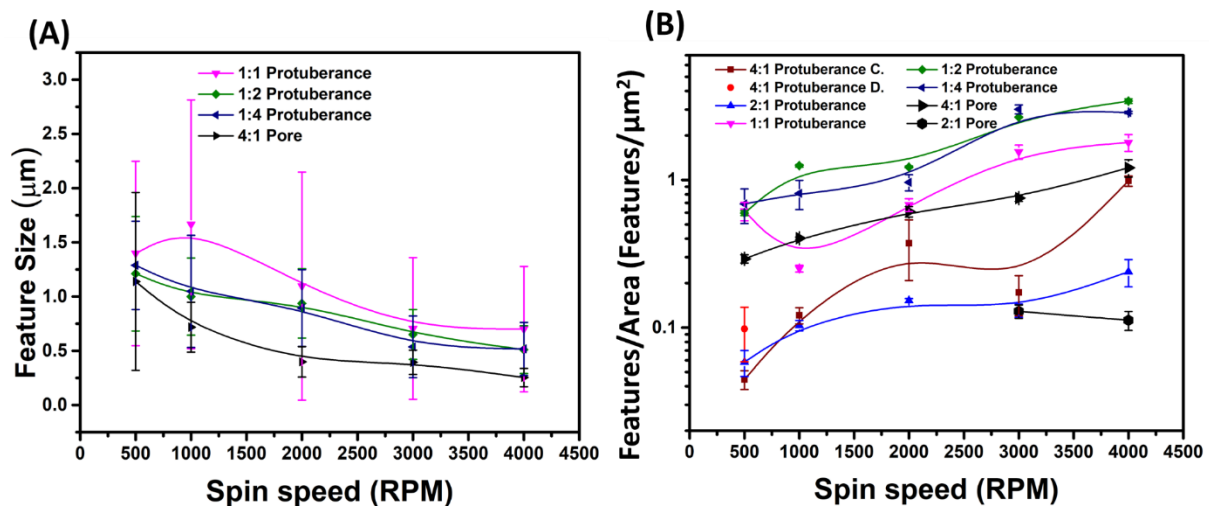 (A)
Feature Size (μm)
3.0
2.5
2.0
1.5
1.0
0.5
0.0
1:1 Protuberance
1:2 Protuberance
1:4 Protuberance
4:1 Pore
500 1000 1500 2000 2500 3000 3500 4000 4500
Spin speed (RPM)
(B)
Features/Area (Features/μm²)
1
0.1
4:1 Protuberance C.
4:1 Protuberance D.
2:1 Protuberance
1:1 Protuberance
1:2 Protuberance
1:4 Protuberance
4:1 Pore
2:1 Pore
500 1000 1500 2000 2500 3000 3500 4000 4500
Spin speed (RPM)